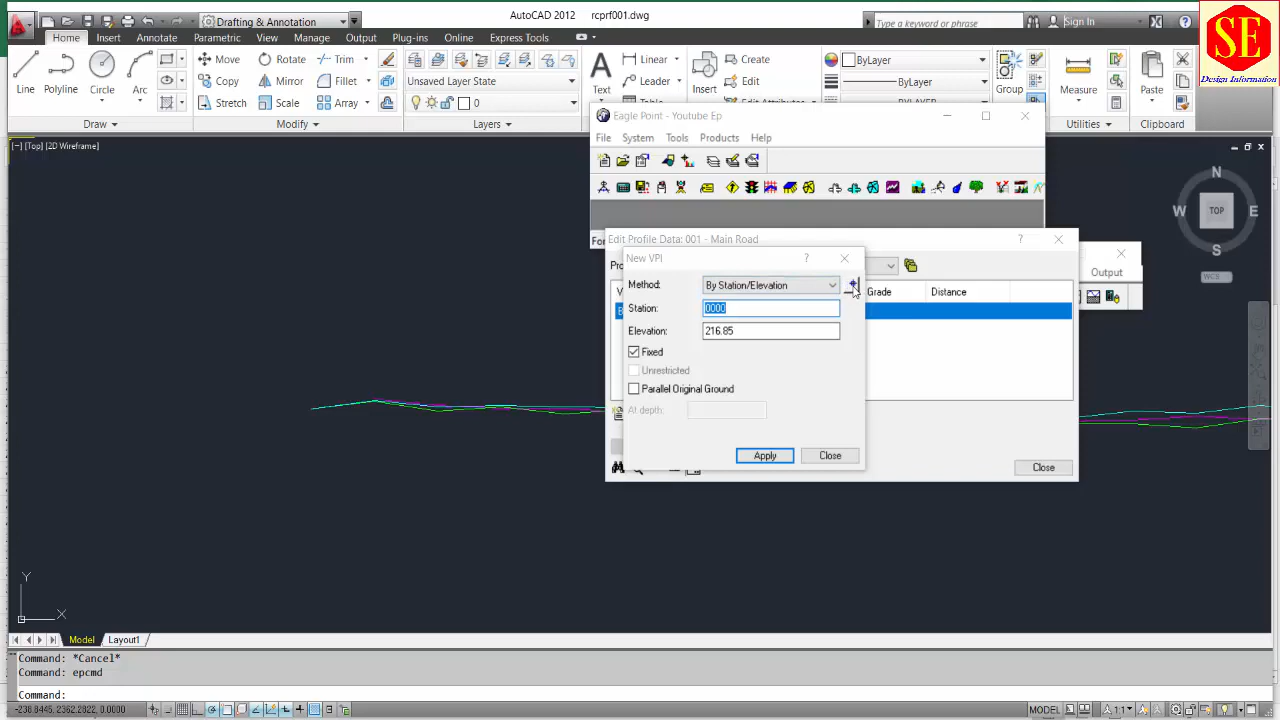 AutoCAD 2012 rcprf001.dwg
Drafting & Annotation
Type a keyword or phrase
Sign In
SE
Design Information
Home Insert Annotate Parametric View Manage Output Plug-ins Online Express Tools
Line Polyline Circle Arc
Move Rotate Trim
Copy Mirror Fillet
Stretch Scale Array
Unsaved Layer State
0
Text
Linear
Leader
Table
Insert
Create
Edit
Edit Attributes
ByLayer
ByLayer
BYLAYER
Group
Measure
Paste
Draw Modify Layers Utilities Clipboard
[−] [Top] [2D Wireframe]
Eagle Point - Youtube Ep
File System Tools Products Help
N
W TOP E
S
WCS
Edit Profile Data: 001 - Main Road
Output
New VPI
Method: By Station/Elevation
Grade Distance
Station: 0000
Elevation: 216.85
Fixed
Unrestricted
Parallel Original Ground
At depth:
Apply Close
Close
Y
X
Model Layout1
Command: *Cancel*
Command: epcmd
Command:
-238.8445, 2362.2822, 0.0000
MODEL
1:1